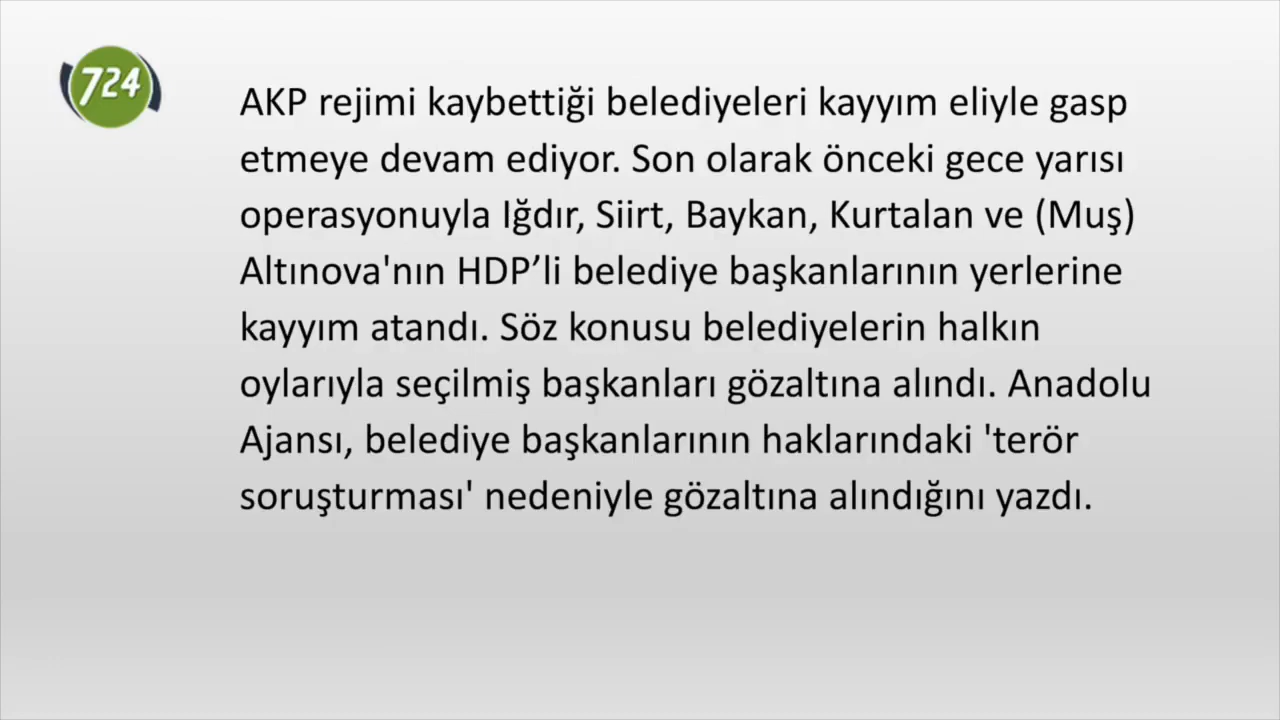 724
AKP rejimi kaybettiği belediyeleri kayyım eliyle gasp
etmeye devam ediyor. Son olarak önceki gece yarısı
operasyonuyla Iğdır, Siirt, Baykan, Kurtalan ve (Muş)
Altınova'nın HDP’li belediye başkanlarının yerlerine
kayyım atandı. Söz konusu belediyelerin halkın
oylarıyla seçilmiş başkanları gözaltına alındı. Anadolu
Ajansı, belediye başkanlarının haklarındaki 'terör
soruşturması' nedeniyle gözaltına alındığını yazdı.